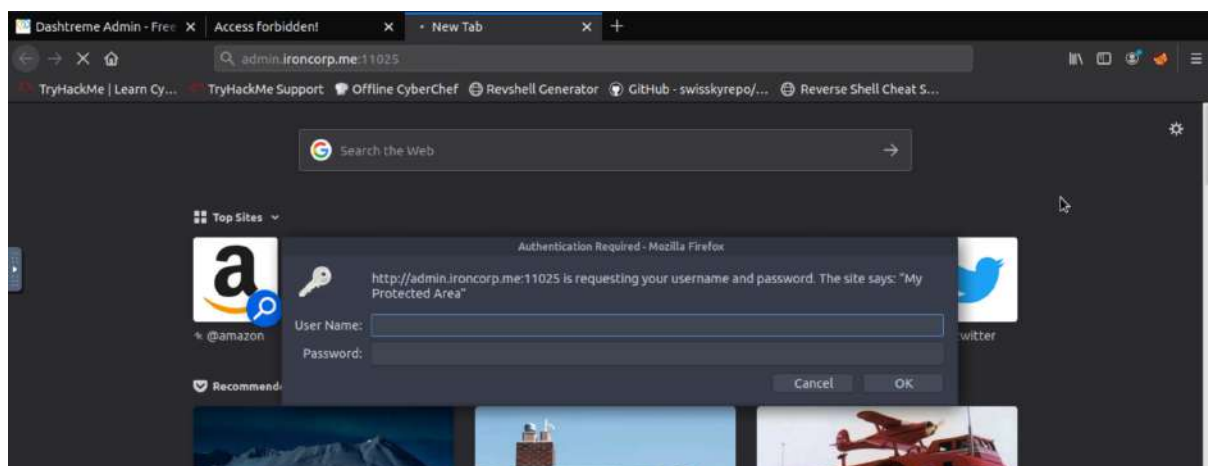 Dashtreme Admin - Free
Access forbidden!
New Tab
admin.ironcorp.me:11025
TryHackMe | Learn Cy...
TryHackMe Support
Offline CyberChef
Revshell Generator
GitHub - swisskyrepo/...
Reverse Shell Cheat S...
Search the Web
Top Sites
Authentication Required - Mozilla Firefox
http://admin.ironcorp.me:11025 is requesting your username and password. The site says: "My
Protected Area"
User Name:
Password:
@amazon
witter
Cancel
OK
Recommend